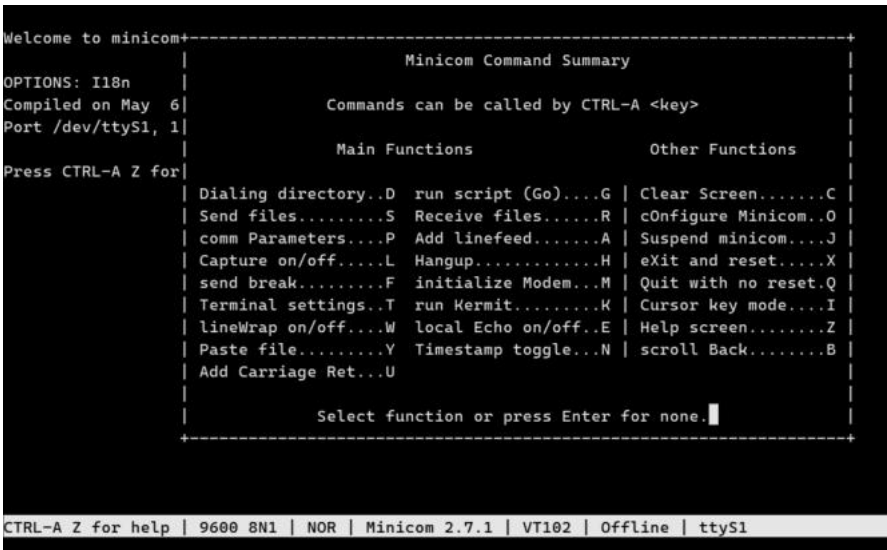 Welcome to minicom+-----------------------------------------------------------------------+
Minicom Command Summary
OPTIONS: I18n
Compiled on May 6| Commands can be called by CTRL-A <key>
Port /dev/ttyS1, 1|
Main Functions Other Functions
Press CTRL-A Z for|
Dialing directory..D run script (Go)....G | Clear Screen.......C |
Send files.........S Receive files......R | cOnfigure Minicom..O |
comm Parameters....P Add linefeed.......A | Suspend minicom....J |
Capture on/off.....L Hangup.............H | eXit and reset.....X |
send break.........F initialize Modem...M | Quit with no reset.Q |
Terminal settings..T run Kermit.........K | Cursor key mode....I |
lineWrap on/off....W local Echo on/off..E | Help screen........Z |
Paste file.........Y Timestamp toggle...N | scroll Back........B |
Add Carriage Ret...U
Select function or press Enter for none.
CTRL-A Z for help | 9600 8N1 | NOR | Minicom 2.7.1 | VT102 | Offline | ttyS1